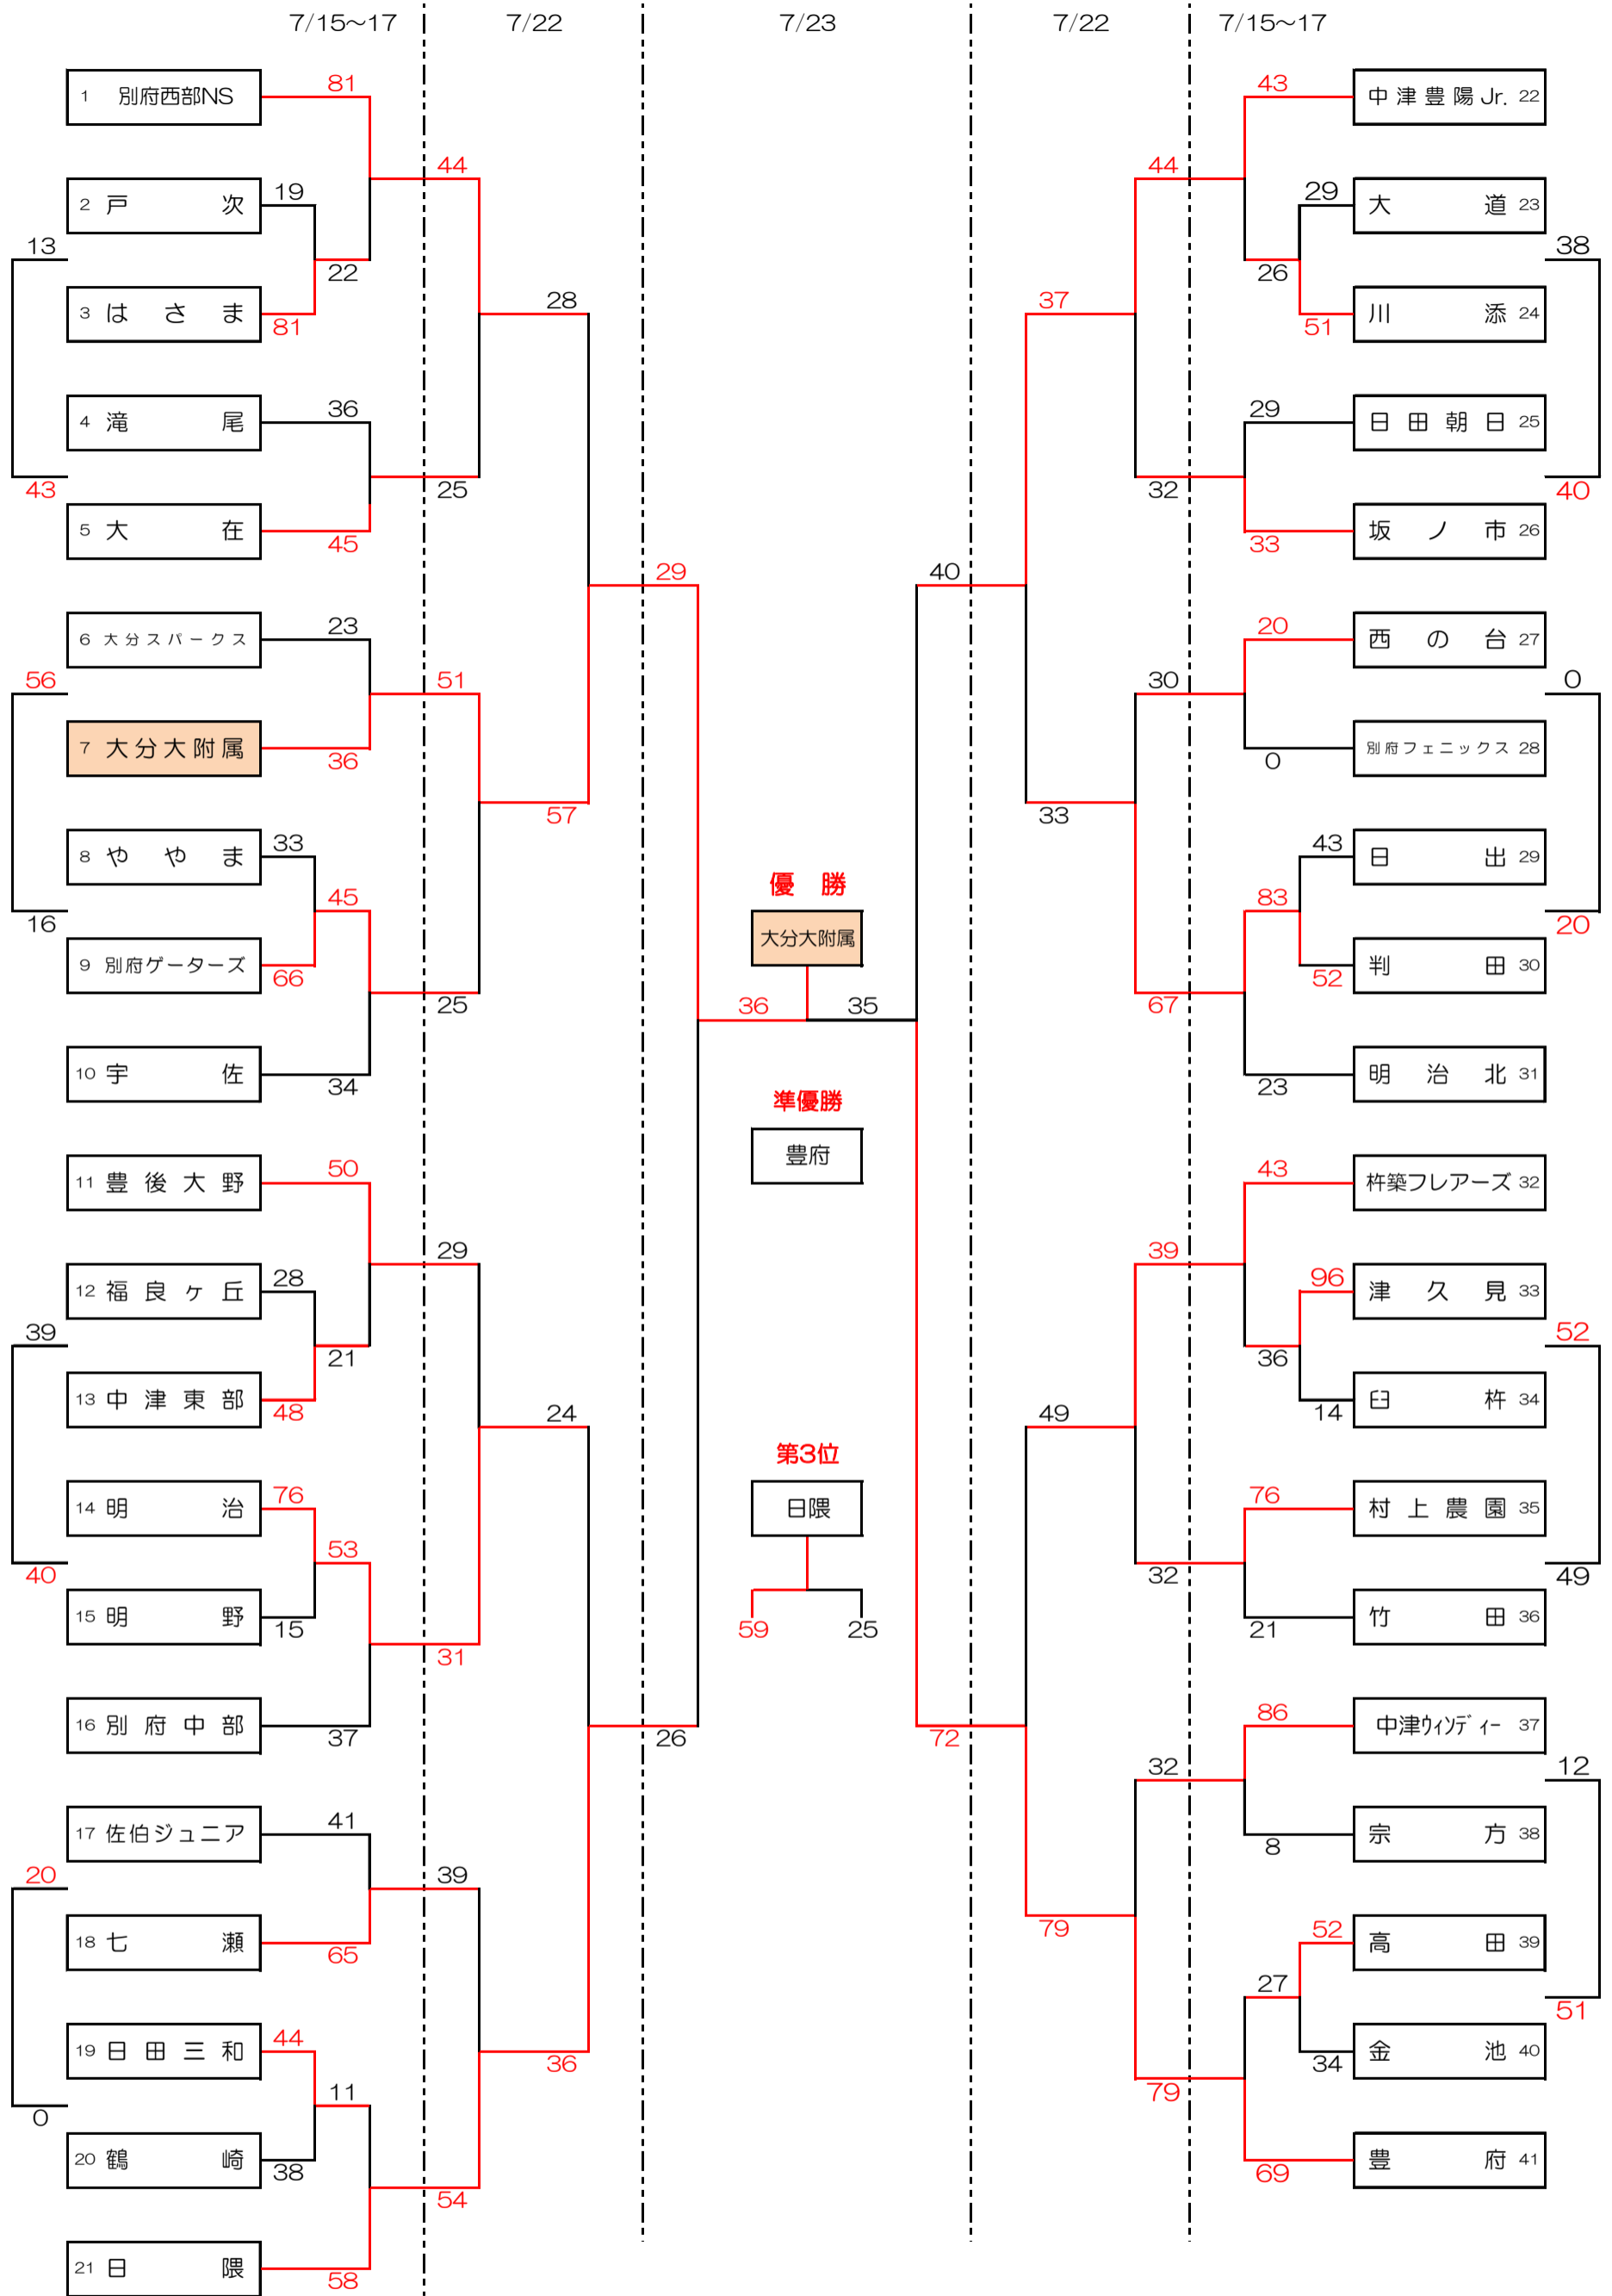 7/15～17 7/22 7/23 7/22 7/15～17
1 別府西部NS 81
44
2 戸次 19
13
22
3 はさま 81
28
4 滝尾 36
43
25
5 大在 45
29
6 大分スパークス 23
56
51
7 大分大附属 36
57
8 ややま 33
45
16
9 別府ゲーターズ 66
25
10 宇佐 34
11 豊後大野 50
29
12 福良ヶ丘 28
39
21
13 中津東部 48
24
14 明治 76
53
40
15 明野 15
31
16 別府中部 37
26
17 佐伯ジュニア 41
20
39
18 七瀬 65
36
19 日田三和 44
11
0
20 鶴崎 38
54
21 日隈 58
優勝
大分大附属
36 35
準優勝
豊府
第3位
日隈
59 25
43 中津豊陽Jr. 22
44
29 大道 23
38
26
51 川添 24
37
29 日田朝日 25
40
32
33 坂ノ市 26
40
20 西の台 27
0
30
0 別府フェニックス 28
33
43 日出 29
83
20
52 判田 30
67
23 明治北 31
43 杵築フレアーズ 32
39
96 津久見 33
52
36
14 臼杵 34
49
76 村上農園 35
49
32
21 竹田 36
72
86 中津ｳｨﾝﾃﾞｨｰ 37
12
32
8 宗方 38
79
52 高田 39
27
51
34 金池 40
79
69 豊府 41